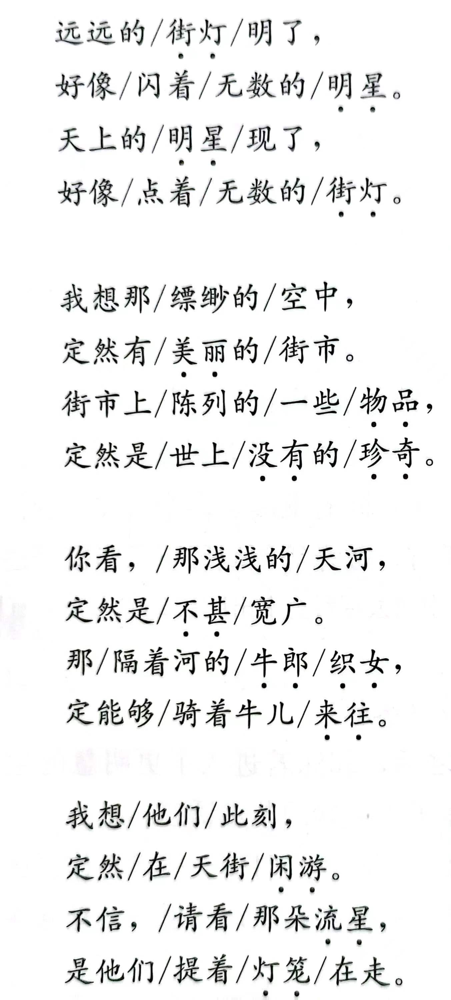 远远的/街灯/明了，
好像/闪着/无数的/明星。
天上的/明星/现了，
好像/点着/无数的/街灯。
我想那/缥缈的/空中，
定然有/美丽的/街市。
街市上/陈列的/一些/物品，
定然是/世上/没有的/珍奇。
你看，/那浅浅的/天河，
定然是/不甚/宽广。
那/隔着河的/牛郎/织女，
定能够/骑着牛儿/来往。
我想/他们/此刻，
定然/在/天街/闲游。
不信，/请看/那朵流星，
是他们/提着/灯笼/在走。